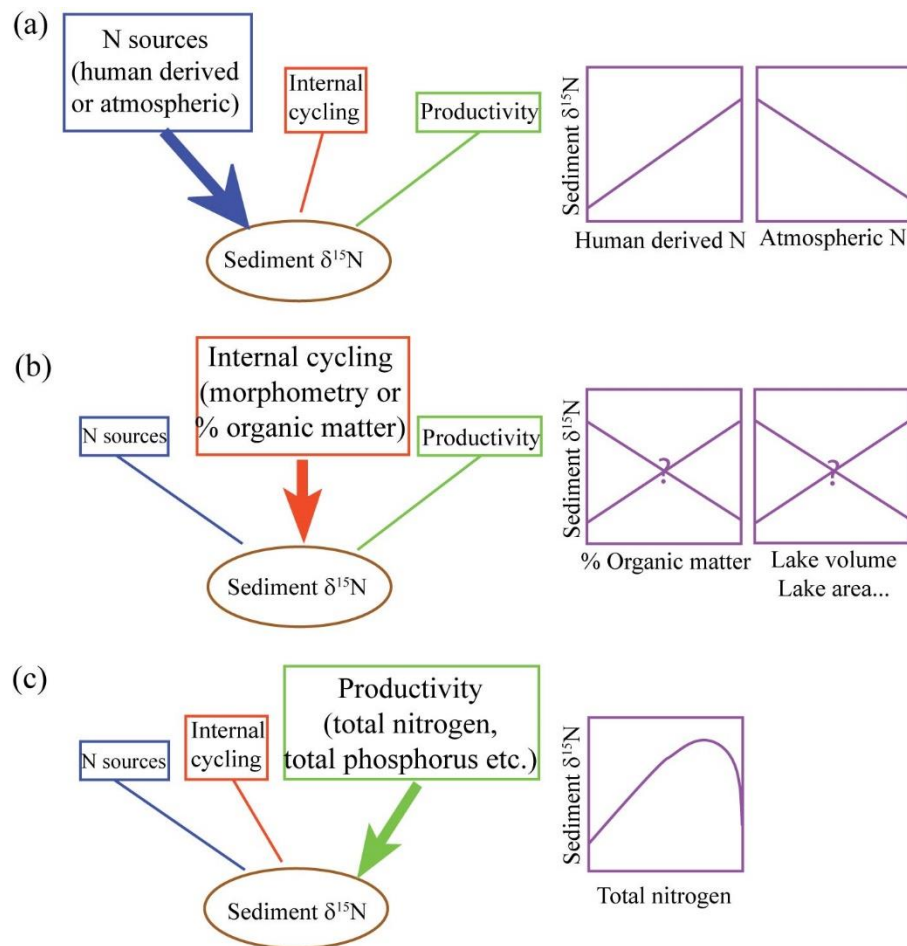 (a)
N sources
(human derived
or atmospheric)
Internal
cycling
Productivity
Sediment δ¹⁵N
Sediment δ¹⁵N
Human derived N
Atmospheric N
(b)
Internal cycling
(morphometry or
% organic matter)
N sources
Productivity
Sediment δ¹⁵N
Sediment δ¹⁵N
?
?
% Organic matter
Lake volume
Lake area...
(c)
Productivity
(total nitrogen,
total phosphorus etc.)
N sources
Internal
cycling
Sediment δ¹⁵N
Sediment δ¹⁵N
Total nitrogen